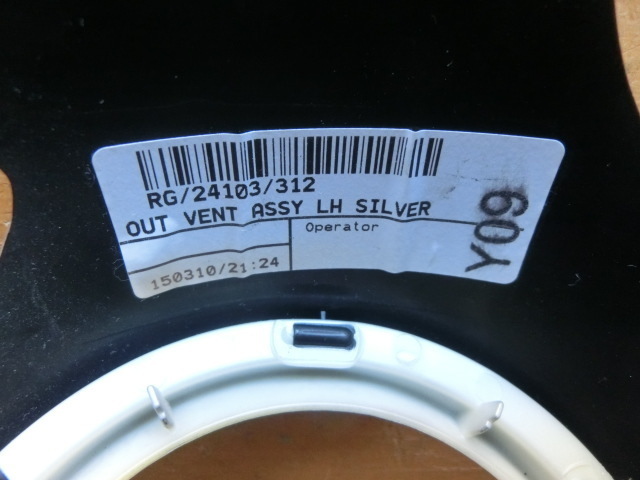 RG/24103/312
OUT VENT ASSY LH SILVER
Operator
150310/21:24
Y09